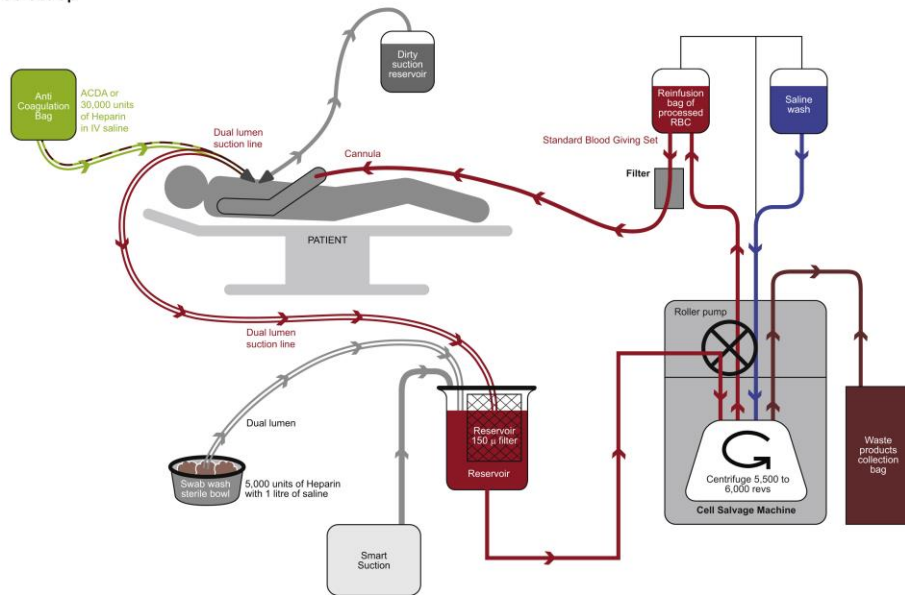 Dirty
suction
reservoir
Anti
Coagulation
Bag
ACDA or
30,000 units
of Heparin
in IV saline
Dual lumen
suction line
Reinfusion
bag of
processed
RBC
Saline
wash
Standard Blood Giving Set
Cannula
Filter
PATIENT
Roller pump
Dual lumen
suction line
Dual lumen
Reservoir
150 µ filter
Reservoir
Swab wash
sterile bowl
5,000 units of Heparin
with 1 litre of saline
Centrifuge 5,500 to
6,000 revs
Cell Salvage Machine
Waste
products
collection
bag
Smart
Suction